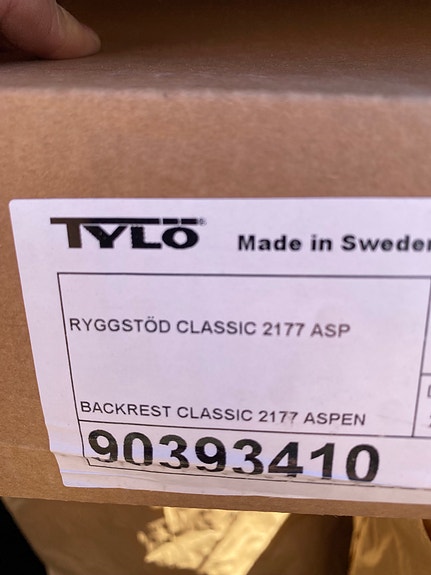 TYLÖ®
Made in Sweden
RYGGSTÖD CLASSIC 2177 ASP
BACKREST CLASSIC 2177 ASPEN
90393410